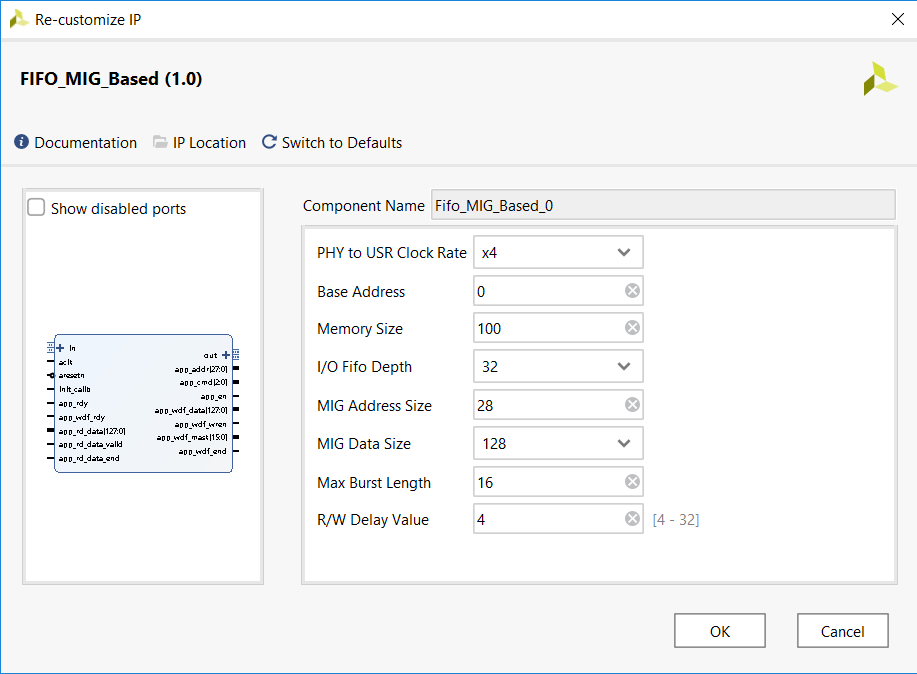 Re-customize IP
FIFO_MIG_Based (1.0)
Documentation IP Location Switch to Defaults
Show disabled ports
In
aclk
aresetn
init_calib
app_rdy
app_wdf_rdy
app_rd_data[127:0]
app_rd_data_valid
app_rd_data_end
out
app_addr[27:0]
app_cmd[2:0]
app_en
app_wdf_data[127:0]
app_wdf_wren
app_wdf_mask[15:0]
app_wdf_end
Component Name Fifo_MIG_Based_0
PHY to USR Clock Rate x4
Base Address 0
Memory Size 100
I/O Fifo Depth 32
MIG Address Size 28
MIG Data Size 128
Max Burst Length 16
R/W Delay Value 4 [4 - 32]
OK Cancel